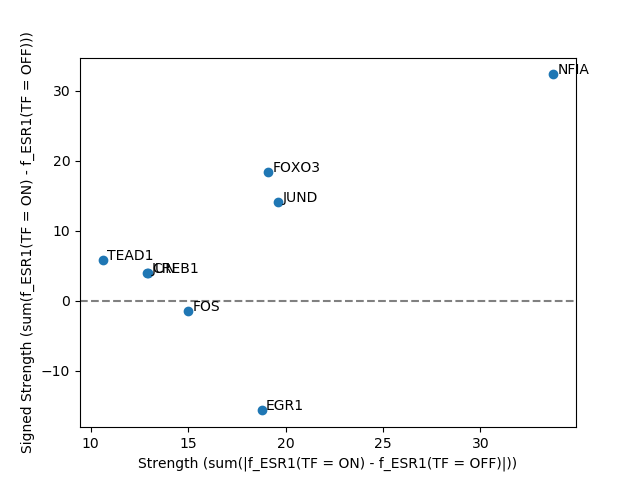 NFIA
FOXO3
JUND
TEAD1
JUN
CREB1
FOS
EGR1
30
20
10
0
−10
10
15
20
25
30
Signed Strength (sum(f_ESR1(TF = ON) - f_ESR1(TF = OFF)))
Strength (sum(|f_ESR1(TF = ON) - f_ESR1(TF = OFF)|))